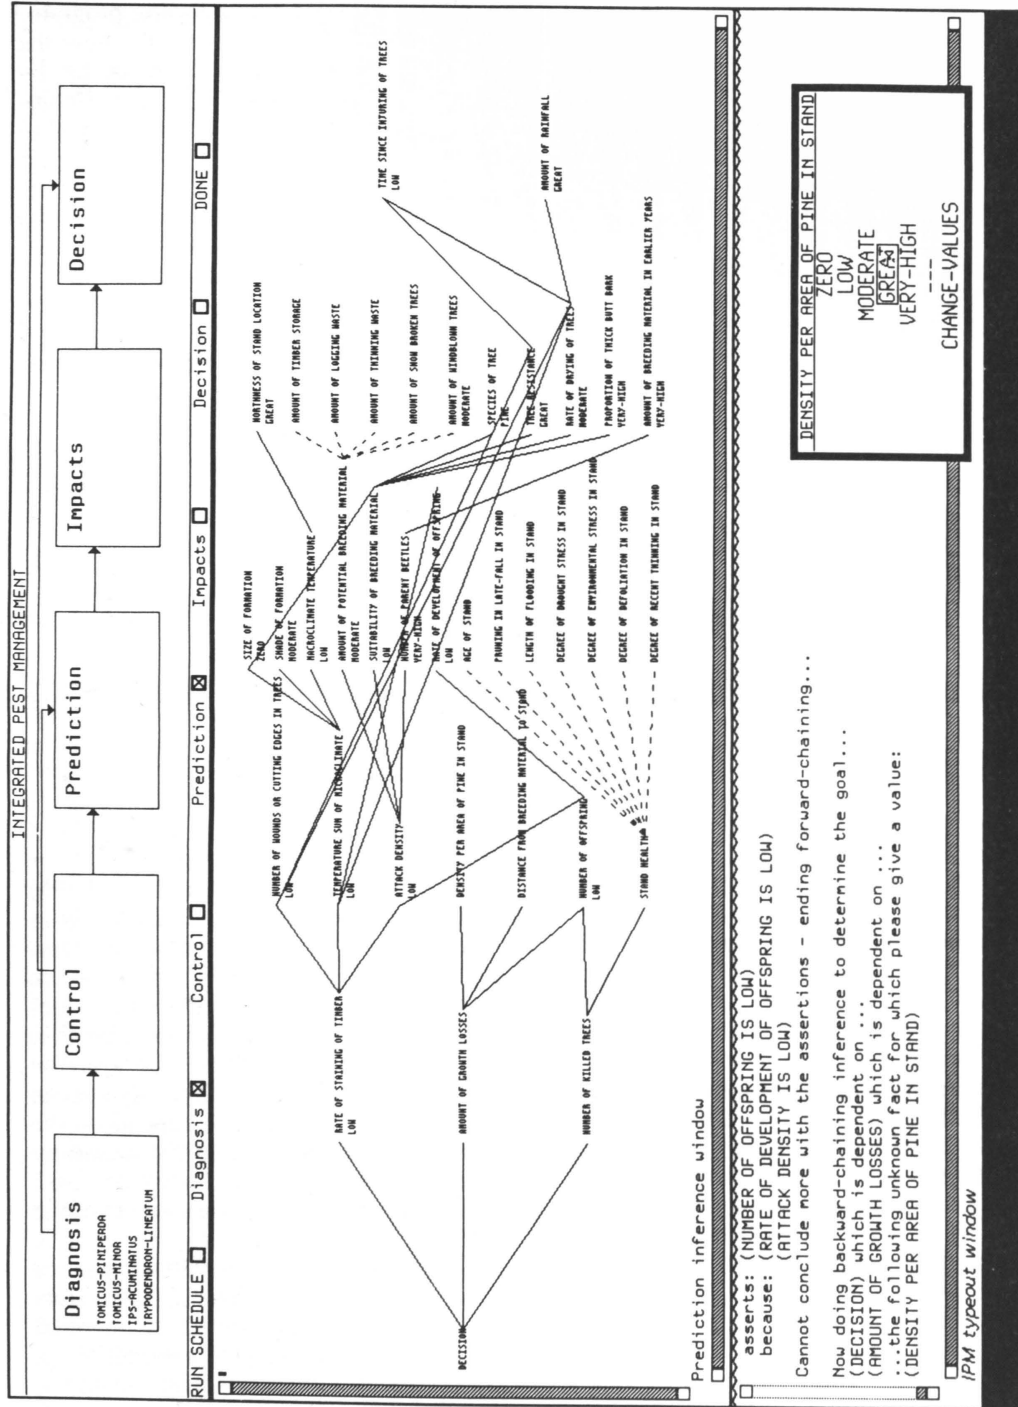 INTEGRATED PEST MANAGEMENT
Diagnosis
TOMICUS-PINIPERDA
TOMICUS-MINOR
IPS-ACUMINATUS
TRYPODENDRON-LINEATUM
Control
Prediction
Impacts
Decision
RUN SCHEDULE
Diagnosis
Control
Prediction
Impacts
Decision
DONE
DECISION
RATE OF STAINING OF TIMBER
LOW
AMOUNT OF GROWTH LOSSES
NUMBER OF KILLED TREES
NUMBER OF WOUNDS OR CUTTING EDGES IN TREES
LOW
TEMPERATURE SUM OF MICROCLIMATE
LOW
ATTACK DENSITY
LOW
DENSITY PER AREA OF PINE IN STAND
DISTANCE FROM BREEDING MATERIAL TO STAND
NUMBER OF OFFSPRING
LOW
STAND HEALTH
SIZE OF FORMATION
ZERO
SHADE OF FORMATION
MODERATE
MACROCLIMATE TEMPERATURE
LOW
AMOUNT OF POTENTIAL BREEDING MATERIAL
MODERATE
SUITABILITY OF BREEDING MATERIAL
LOW
NUMBER OF PARENT BEETLES
VERY-HIGH
RATE OF DEVELOPMENT OF OFFSPRING
LOW
AGE OF STAND
PRUNING IN LATE-FALL IN STAND
LENGTH OF FLOODING IN STAND
DEGREE OF DROUGHT STRESS IN STAND
DEGREE OF ENVIRONMENTAL STRESS IN STAND
DEGREE OF DEFOLIATION IN STAND
DEGREE OF RECENT THINNING IN STAND
NORTHNESS OF STAND LOCATION
GREAT
AMOUNT OF TIMBER STORAGE
AMOUNT OF LOGGING WASTE
AMOUNT OF THINNING WASTE
AMOUNT OF SNOW BROKEN TREES
AMOUNT OF WINDBLOWN TREES
MODERATE
SPECIES OF TREE
PINE
TREE RESISTANCE
GREAT
RATE OF DRYING OF TREES
MODERATE
PROPORTION OF THICK BUTT BARK
VERY-HIGH
AMOUNT OF BREEDING MATERIAL IN EARLIER YEARS
VERY-HIGH
TIME SINCE INJURING OF TREES
LOW
AMOUNT OF RAINFALL
GREAT
Prediction inference window
asserts: (NUMBER OF OFFSPRING IS LOW)
because: (RATE OF DEVELOPMENT OF OFFSPRING IS LOW)
(ATTACK DENSITY IS LOW)
Cannot conclude more with the assertions - ending forward-chaining...
Now doing backward-chaining inference to determine the goal...
(DECISION) which is dependent on ...
(AMOUNT OF GROWTH LOSSES) which is dependent on ...
...the following unknown fact for which please give a value:
(DENSITY PER AREA OF PINE IN STAND)
DENSITY PER AREA OF PINE IN STAND
ZERO
LOW
MODERATE
GREAT
VERY-HIGH
---
CHANGE-VALUES
IPM typeout window